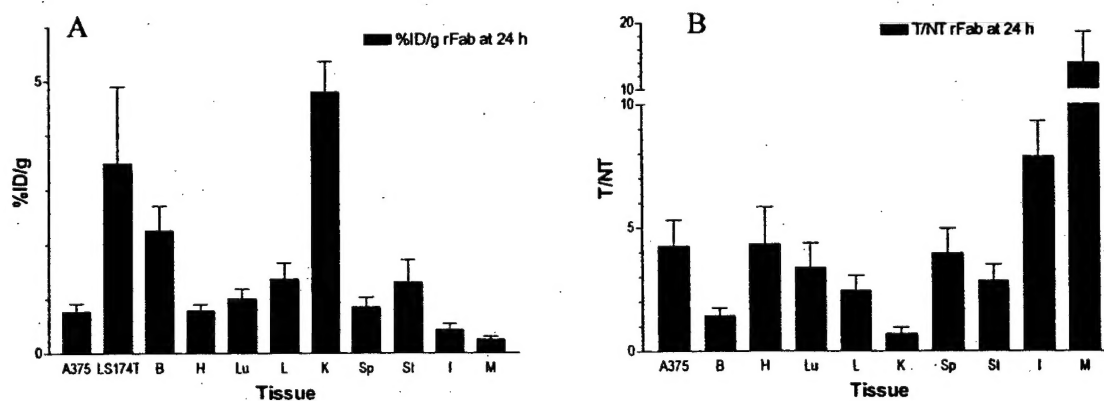 A
%ID/g rFab at 24 h
5
0
%ID/g
A375 LS174T B H Lu L K Sp St I M
Tissue
B
T/NT rFab at 24 h
20
10
10
5
0
T/NT
A375 B H Lu L K Sp St I M
Tissue